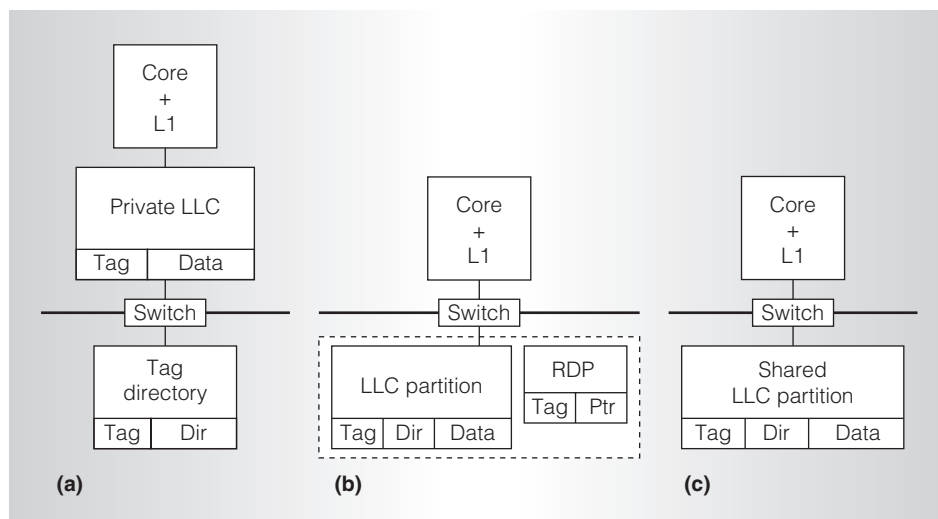 Core
+
L1
Private LLC
Tag Data
Switch
Tag
directory
Tag Dir
(a)
Core
+
L1
Switch
LLC partition
Tag Dir Data
RDP
Tag Ptr
(b)
Core
+
L1
Switch
Shared
LLC partition
Tag Dir Data
(c)